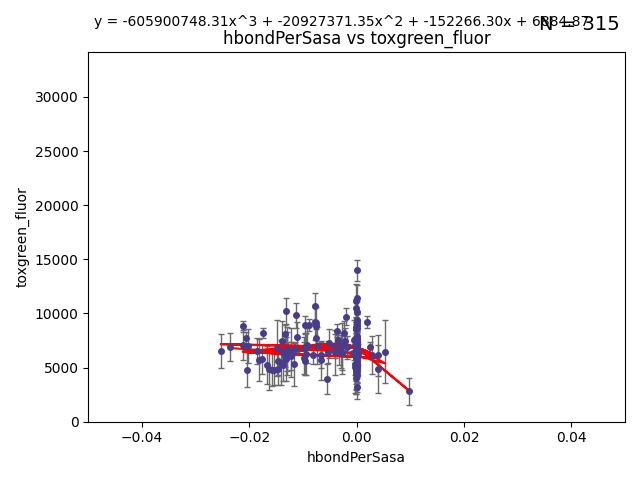 y = -605900748.31x^3 + -20927371.35x^2 + -152266.30x + 6884.87
N = 315
hbondPerSasa vs toxgreen_fluor
toxgreen_fluor
30000
25000
20000
15000
10000
5000
0
-0.04 -0.02 0.00 0.02 0.04
hbondPerSasa